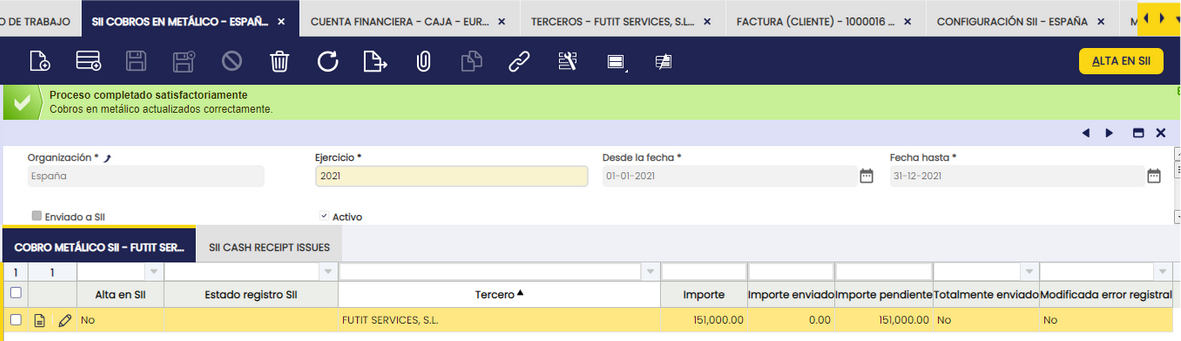 O DE TRABAJO
SII COBROS EN METÁLICO - ESPAÑ...
CUENTA FINANCIERA - CAJA - EUR...
TERCEROS - FUTIT SERVICES, S.L...
FACTURA (CLIENTE) - 1000016 ...
CONFIGURACIÓN SII - ESPAÑA
ALTA EN SII
Proceso completado satisfactoriamente
Cobros en metálico actualizados correctamente.
Organización *
Ejercicio *
Desde la fecha *
Fecha hasta *
España
2021
01-01-2021
31-12-2021
Enviado a SII
Activo
COBRO METÁLICO SII - FUTIT SER...
SII CASH RECEIPT ISSUES
1 1
Alta en SII Estado registro SII Tercero Importe Importe enviado Importe pendiente Totalmente enviado Modificada error registral
No FUTIT SERVICES, S.L. 151,000.00 0.00 151,000.00 No No